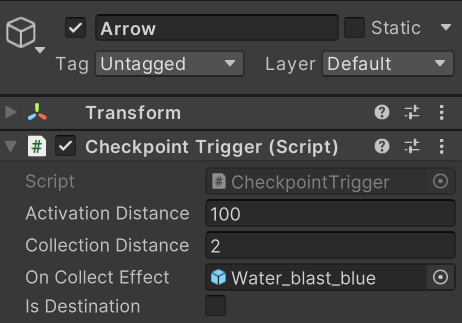 Arrow
Static
Tag Untagged Layer Default
Transform
# Checkpoint Trigger (Script)
Script # CheckpointTrigger
Activation Distance 100
Collection Distance 2
On Collect Effect Water_blast_blue
Is Destination